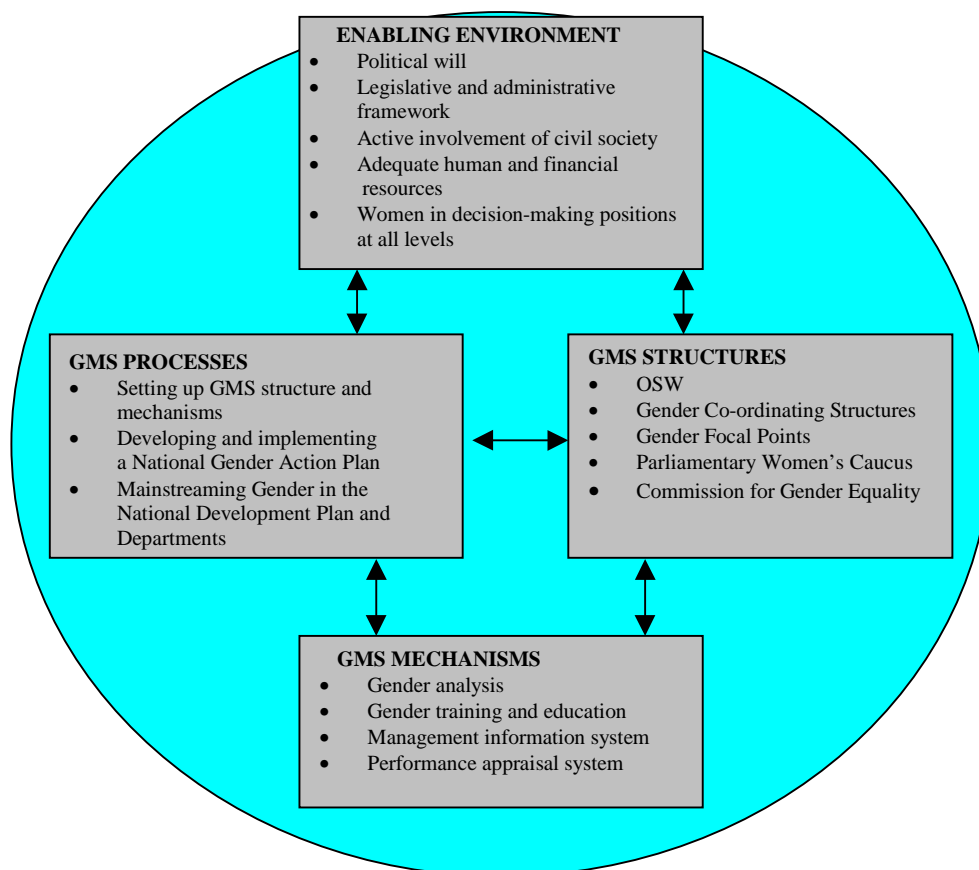 ENABLING ENVIRONMENT
• Political will
• Legislative and administrative
framework
• Active involvement of civil society
• Adequate human and financial
resources
• Women in decision-making positions
at all levels
GMS PROCESSES
• Setting up GMS structure and
mechanisms
• Developing and implementing
a National Gender Action Plan
• Mainstreaming Gender in the
National Development Plan and
Departments
GMS STRUCTURES
• OSW
• Gender Co-ordinating Structures
• Gender Focal Points
• Parliamentary Women’s Caucus
• Commission for Gender Equality
GMS MECHANISMS
• Gender analysis
• Gender training and education
• Management information system
• Performance appraisal system